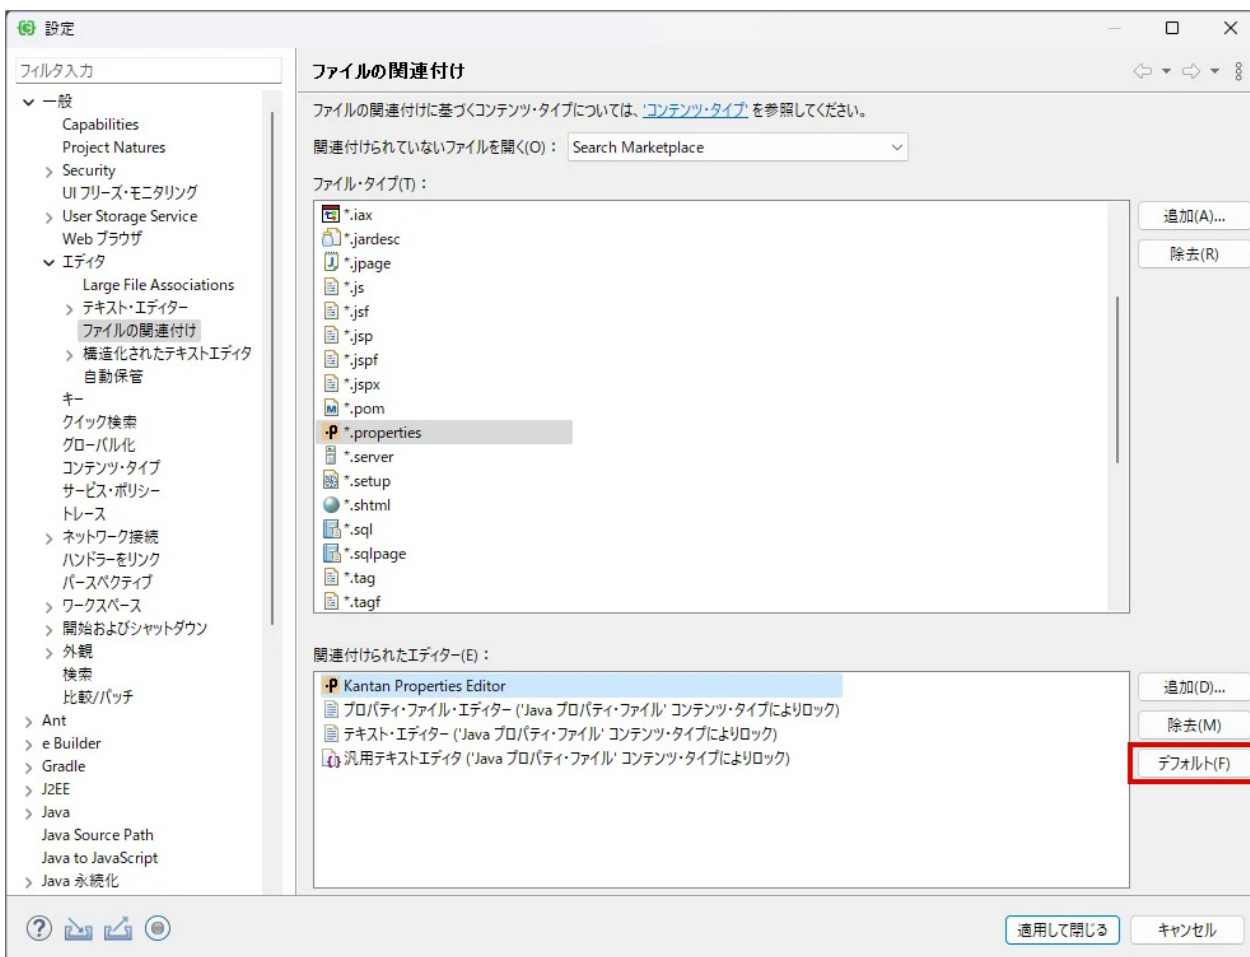 設定
フィルタ入力
一般
Capabilities
Project Natures
Security
UI フリーズ・モニタリング
User Storage Service
Web ブラウザ
エディタ
Large File Associations
テキスト・エディター
ファイルの関連付け
構造化されたテキストエディタ
自動保管
キー
クイック検索
グローバル化
コンテンツ・タイプ
サービス・ポリシー
トレース
ネットワーク接続
ハンドラーをリンク
パースペクティブ
ワークスペース
開始およびシャットダウン
外観
検索
比較/パッチ
Ant
e Builder
Gradle
J2EE
Java
Java Source Path
Java to JavaScript
Java 永続化
ファイルの関連付け
ファイルの関連付けに基づくコンテンツ・タイプについては、'コンテンツ・タイプ' を参照してください。
関連付けられていないファイルを開く(O)： Search Marketplace
ファイル・タイプ(T)：
*.iax
*.jardesc
*.jpage
*.js
*.jsf
*.jsp
*.jspf
*.jspx
*.pom
*.properties
*.server
*.setup
*.shtml
*.sql
*.sqlpage
*.tag
*.tagf
追加(A)...
除去(R)
関連付けられたエディター(E)：
Kantan Properties Editor
プロパティ・ファイル・エディター ('Java プロパティ・ファイル' コンテンツ・タイプによりロック)
テキスト・エディター ('Java プロパティ・ファイル' コンテンツ・タイプによりロック)
汎用テキストエディタ ('Java プロパティ・ファイル' コンテンツ・タイプによりロック)
追加(D)...
除去(M)
デフォルト(F)
適用して閉じる
キャンセル